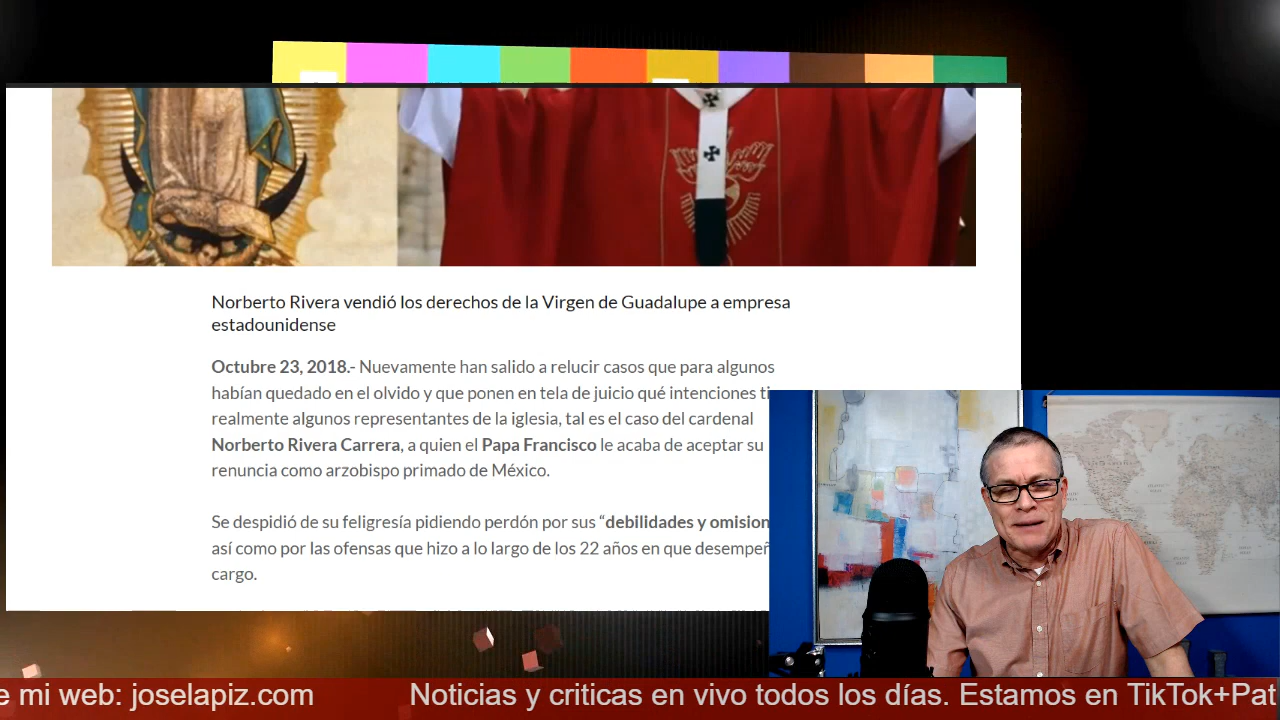 Norberto Rivera vendió los derechos de la Virgen de Guadalupe a empresa
estadounidense
Octubre 23, 2018.- Nuevamente han salido a relucir casos que para algunos
habían quedado en el olvido y que ponen en tela de juicio qué intenciones
realmente algunos representantes de la iglesia, tal es el caso del cardenal
Norberto Rivera Carrera, a quien el Papa Francisco le acaba de aceptar su
renuncia como arzobispo primado de México.
Se despidió de su feligresía pidiendo perdón por sus “debilidades y omision
así como por las ofensas que hizo a lo largo de los 22 años en que desempeñ
cargo.
e mi web: joselapiz.com Noticias y criticas en vivo todos los días. Estamos en TikTok+Pat